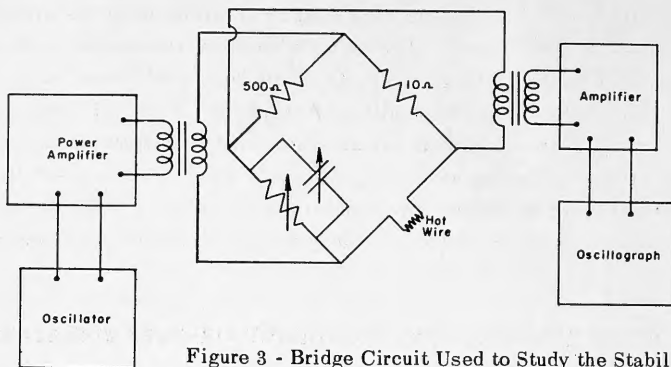 500Ω
10Ω
Power
Amplifier
Amplifier
Hot
Wire
Oscillograph
Oscillator
Figure 3 - Bridge Circuit Used to Study the Stabil